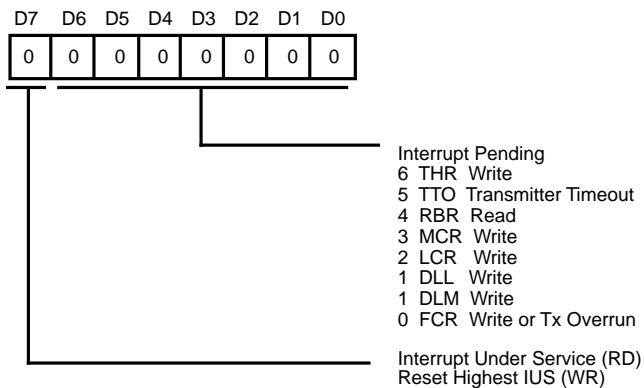 D7 D6 D5 D4 D3 D2 D1 D0
0 0 0 0 0 0 0 0
Interrupt Pending
6 THR Write
5 TTO Transmitter Timeout
4 RBR Read
3 MCR Write
2 LCR Write
1 DLL Write
1 DLM Write
0 FCR Write or Tx Overrun
Interrupt Under Service (RD)
Reset Highest IUS (WR)